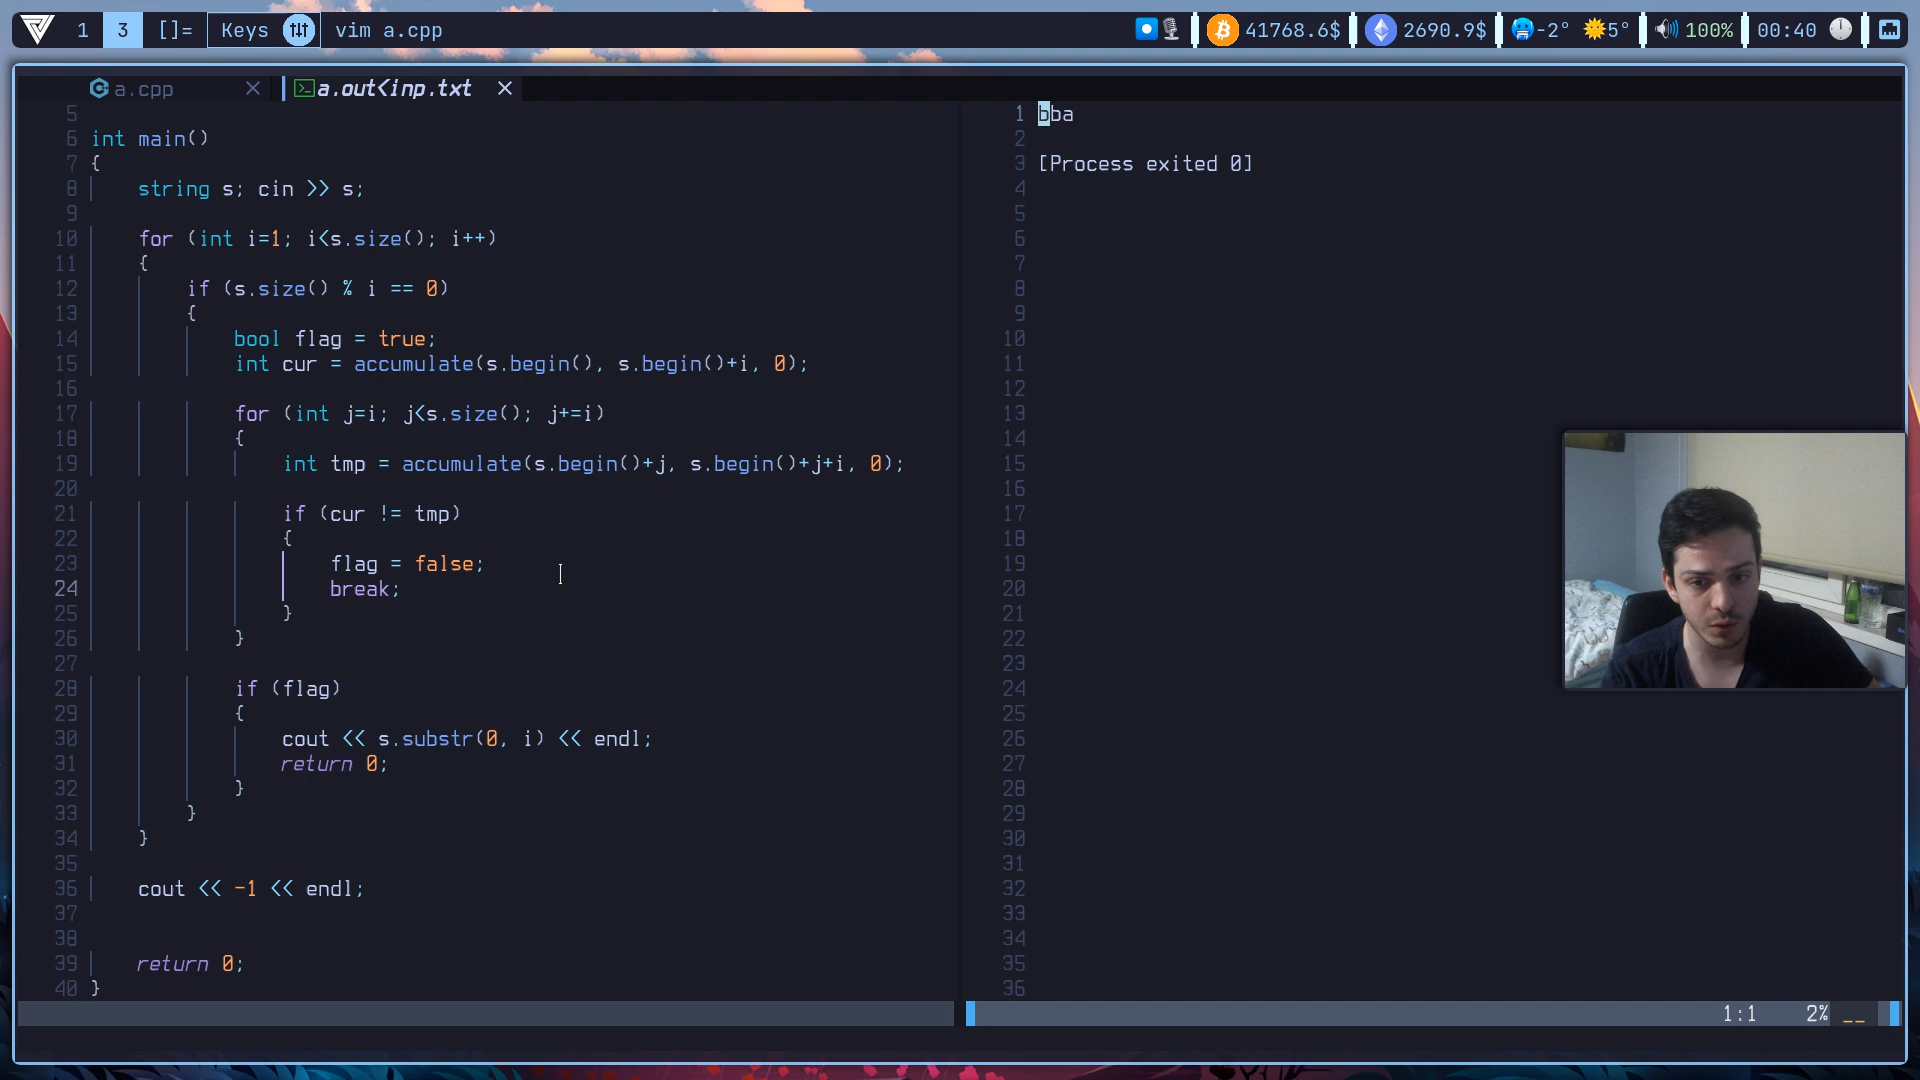 1 3 []= Keys vim a.cpp 41768.6$ 2690.9$ -2° 5° 100% 00:40
a.cpp a.out<inp.txt
5
6 int main()
7 {
8 string s; cin >> s;
9
10 for (int i=1; i<s.size(); i++)
11 {
12 if (s.size() % i == 0)
13 {
14 bool flag = true;
15 int cur = accumulate(s.begin(), s.begin()+i, 0);
16
17 for (int j=i; j<s.size(); j+=i)
18 {
19 int tmp = accumulate(s.begin()+j, s.begin()+j+i, 0);
20
21 if (cur != tmp)
22 {
23 flag = false;
24 break;
25 }
26 }
27
28 if (flag)
29 {
30 cout << s.substr(0, i) << endl;
31 return 0;
32 }
33 }
34 }
35
36 cout << -1 << endl;
37
38
39 return 0;
40 }
1 bba
2
3 [Process exited 0]
4
5
6
7
8
9
10
11
12
13
14
15
16
17
18
19
20
21
22
23
24
25
26
27
28
29
30
31
32
33
34
35
36
1:1 2% __